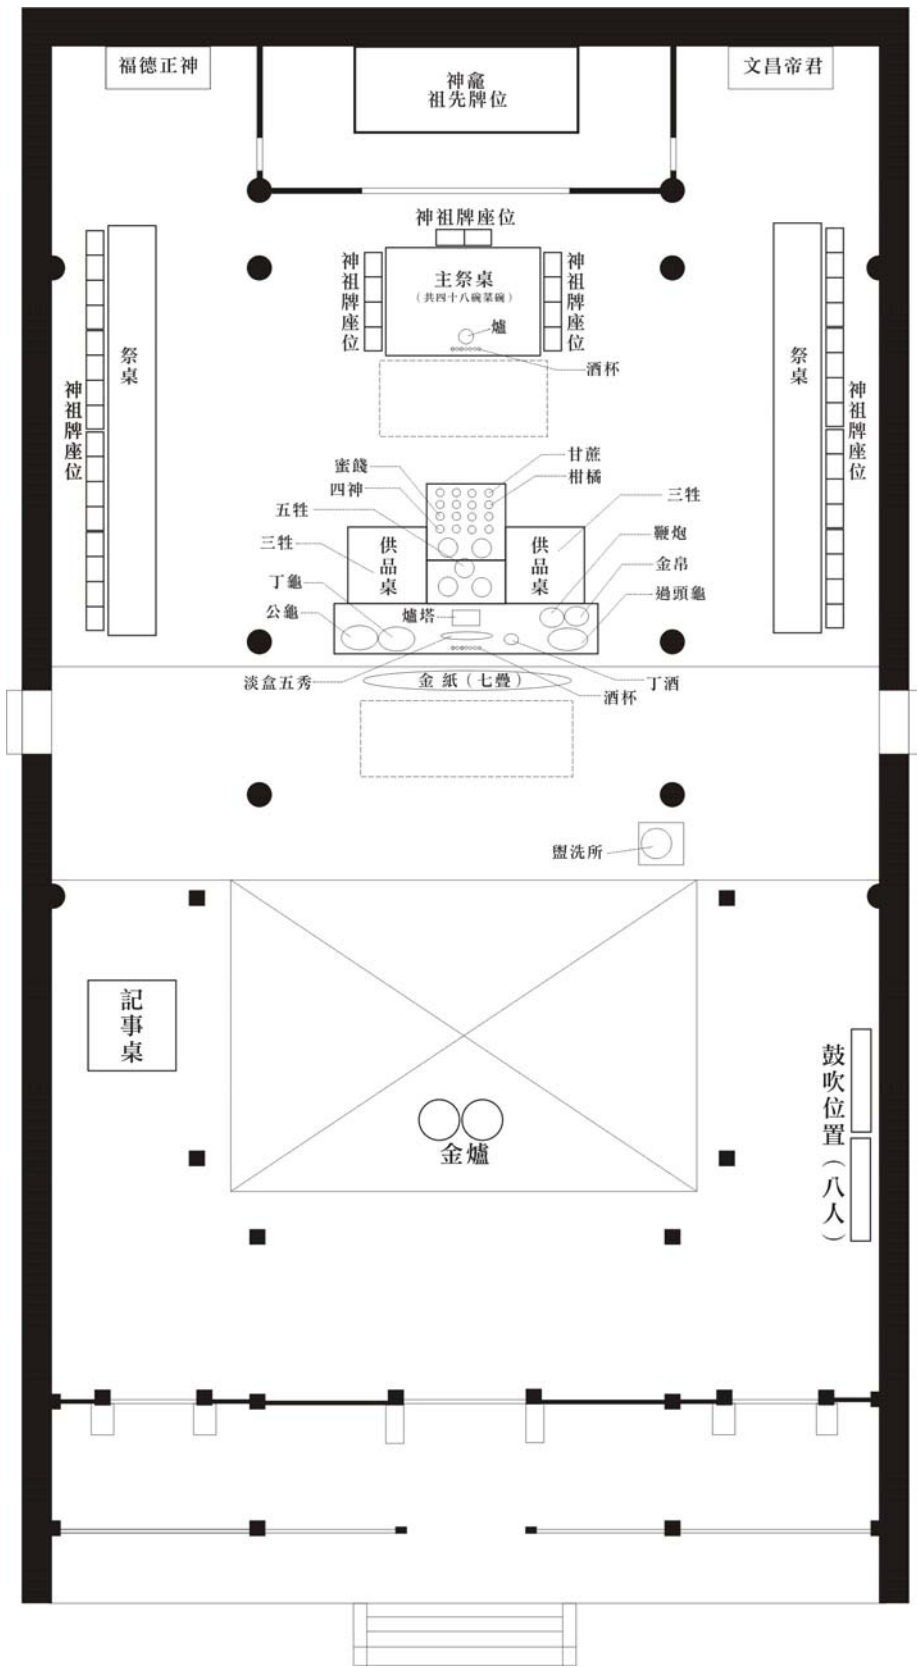 福德正神
神龕
祖先牌位
文昌帝君
神祖牌座位
神祖牌座位
主祭桌
（共四十八碗菜碗）
爐
酒杯
神祖牌座位
祭桌
神祖牌座位
祭桌
神祖牌座位
蜜餞
四神
五牲
三牲
丁龜
公龜
甘蔗
柑橘
三牲
鞭炮
金帛
過頭龜
供品桌
供品桌
爐塔
淡盒五秀
金紙（七疊）
酒杯
丁酒
盥洗所
記事桌
金爐
鼓吹位置（八人）